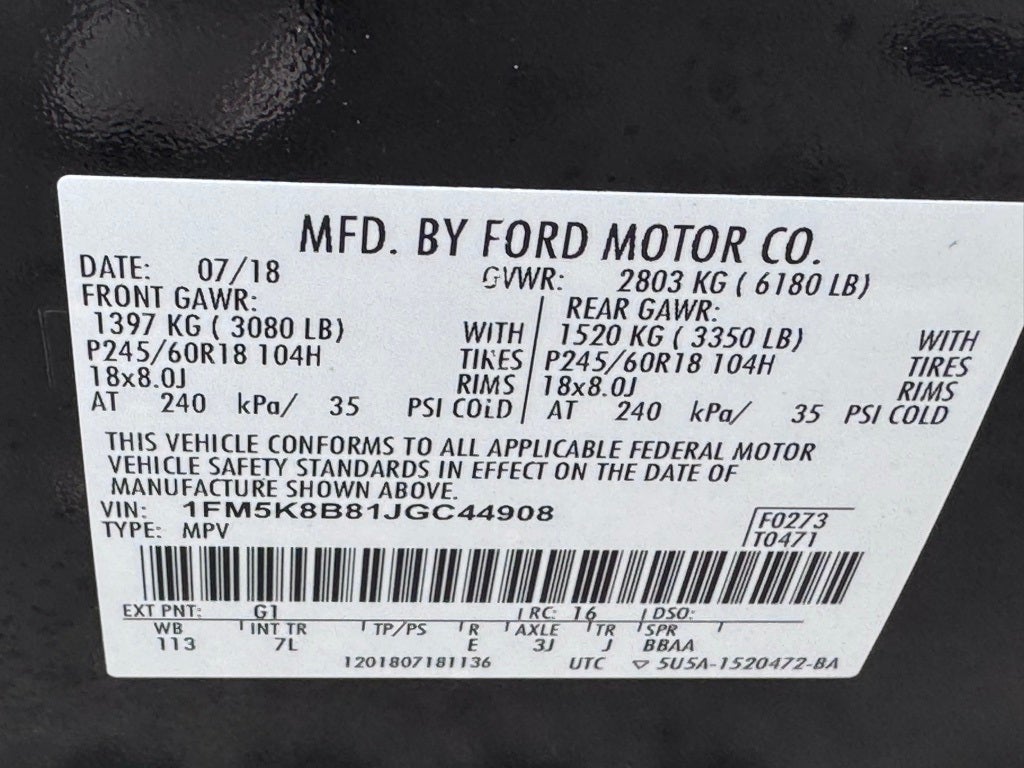 MFD. BY FORD MOTOR CO.
DATE: 07/18 GVWR: 2803 KG ( 6180 LB)
FRONT GAWR: REAR GAWR:
1397 KG ( 3080 LB) WITH 1520 KG ( 3350 LB) WITH
P245/60R18 104H TIRES P245/60R18 104H TIRES
18x8.0J RIMS 18x8.0J RIMS
AT 240 kPa/ 35 PSI COLD AT 240 kPa/ 35 PSI COLD
THIS VEHICLE CONFORMS TO ALL APPLICABLE FEDERAL MOTOR
VEHICLE SAFETY STANDARDS IN EFFECT ON THE DATE OF
MANUFACTURE SHOWN ABOVE.
VIN: 1FM5K8B81JGC44908 F0273
TYPE: MPV T0471
EXT PNT: G1 RC: 16 DSO:
WB INT TR TP/PS R AXLE TR SPR
113 7L E 3J J BBAA
1201807181136 UTC ▽ 5U5A-1520472-BA